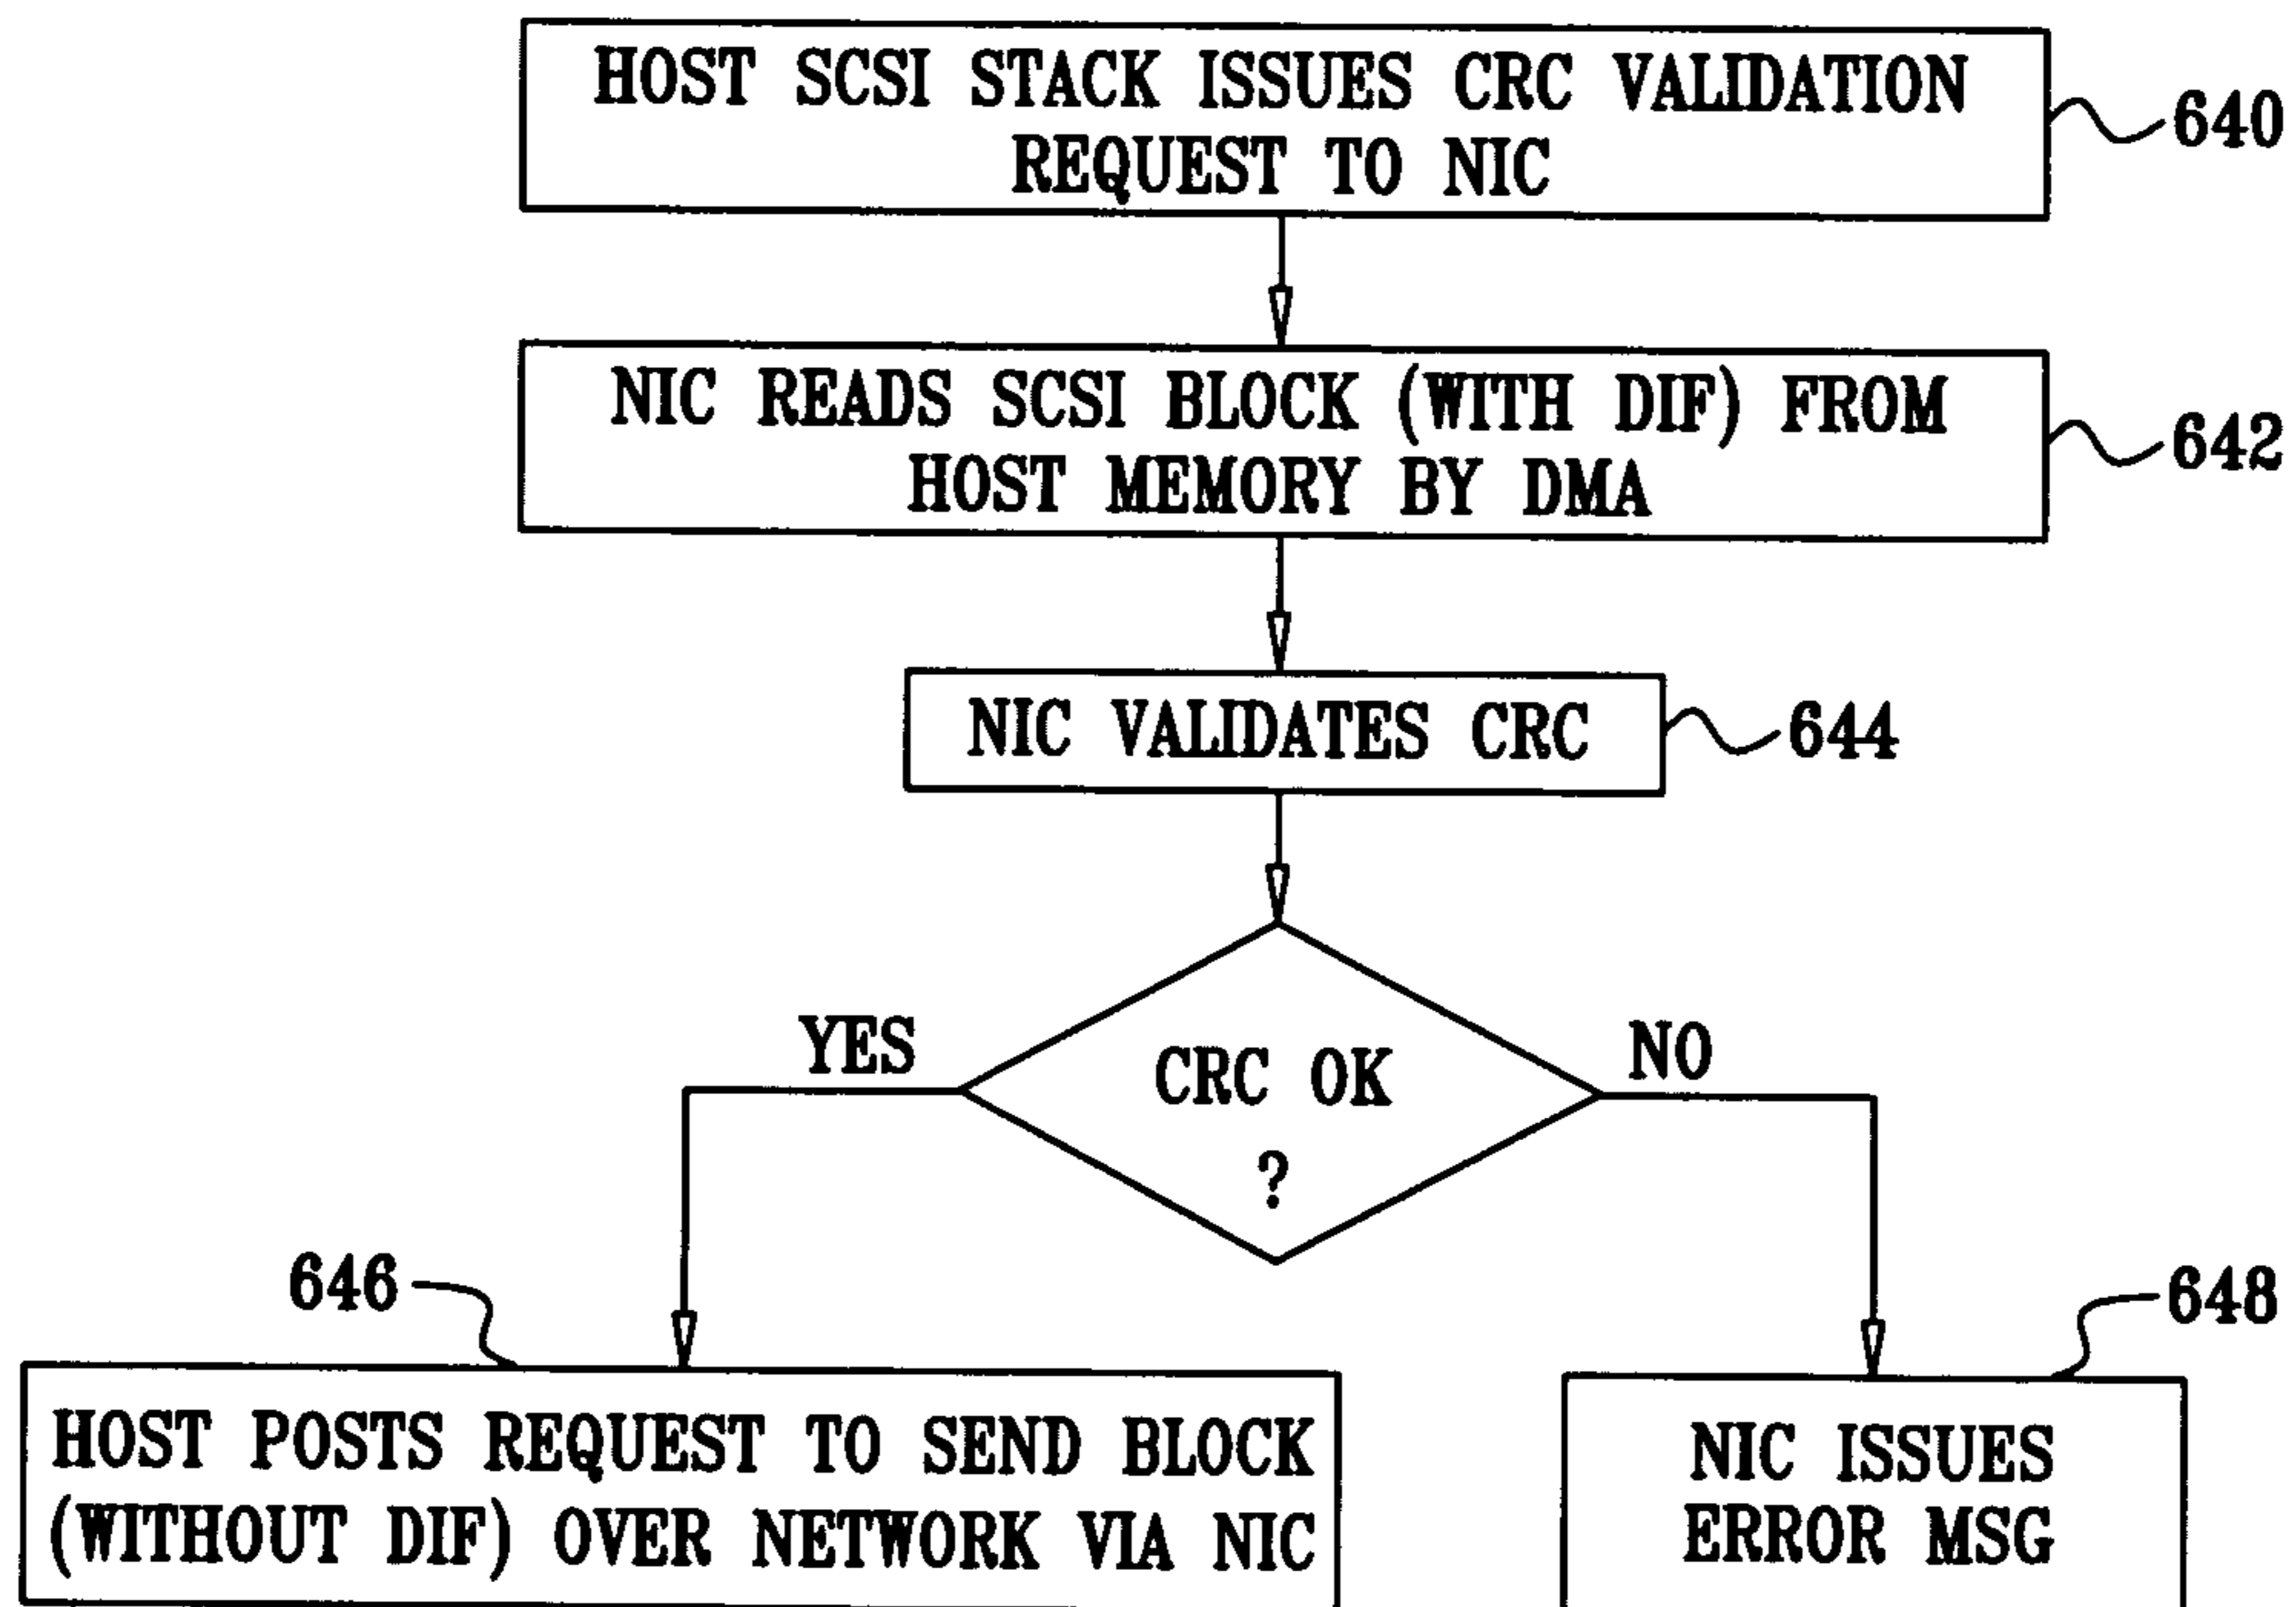 HOST SCSI STACK ISSUES CRC VALIDATION
REQUEST TO NIC
640
NIC READS SCSI BLOCK (WITH DIF) FROM
HOST MEMORY BY DMA
642
NIC VALIDATES CRC
644
YES
CRC OK
?
NO
646
648
HOST POSTS REQUEST TO SEND BLOCK
(WITHOUT DIF) OVER NETWORK VIA NIC
NIC ISSUES
ERROR MSG